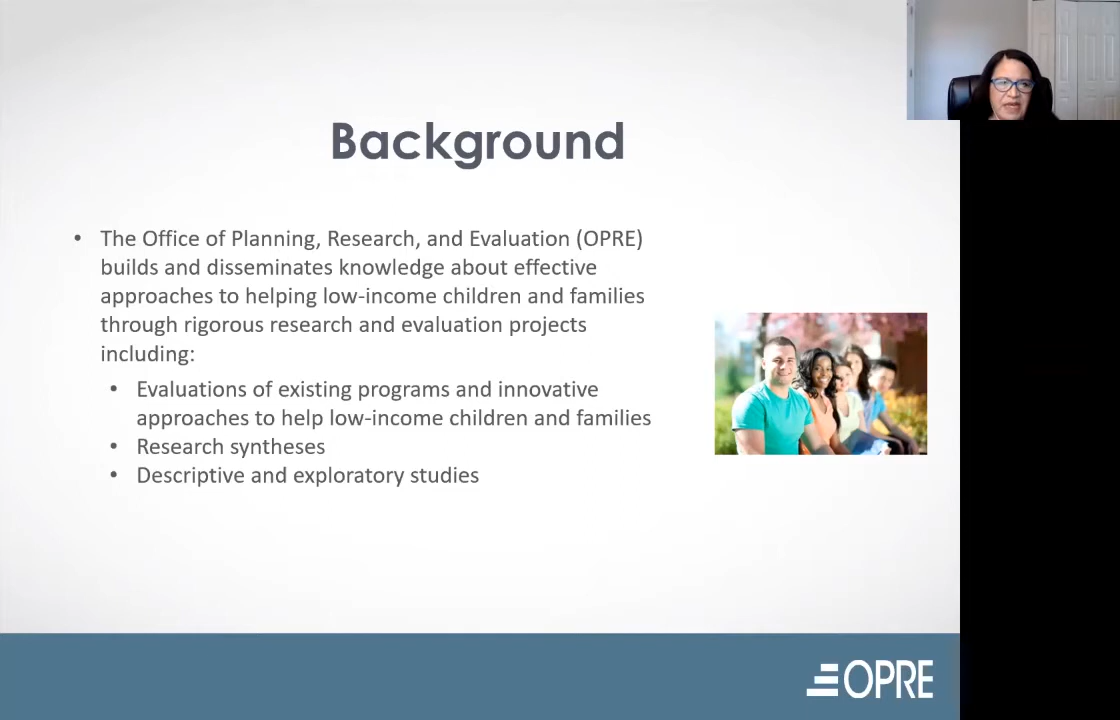 Background
• The Office of Planning, Research, and Evaluation (OPRE)
builds and disseminates knowledge about effective
approaches to helping low-income children and families
through rigorous research and evaluation projects
including:
• Evaluations of existing programs and innovative
approaches to help low-income children and families
• Research syntheses
• Descriptive and exploratory studies
OPRE